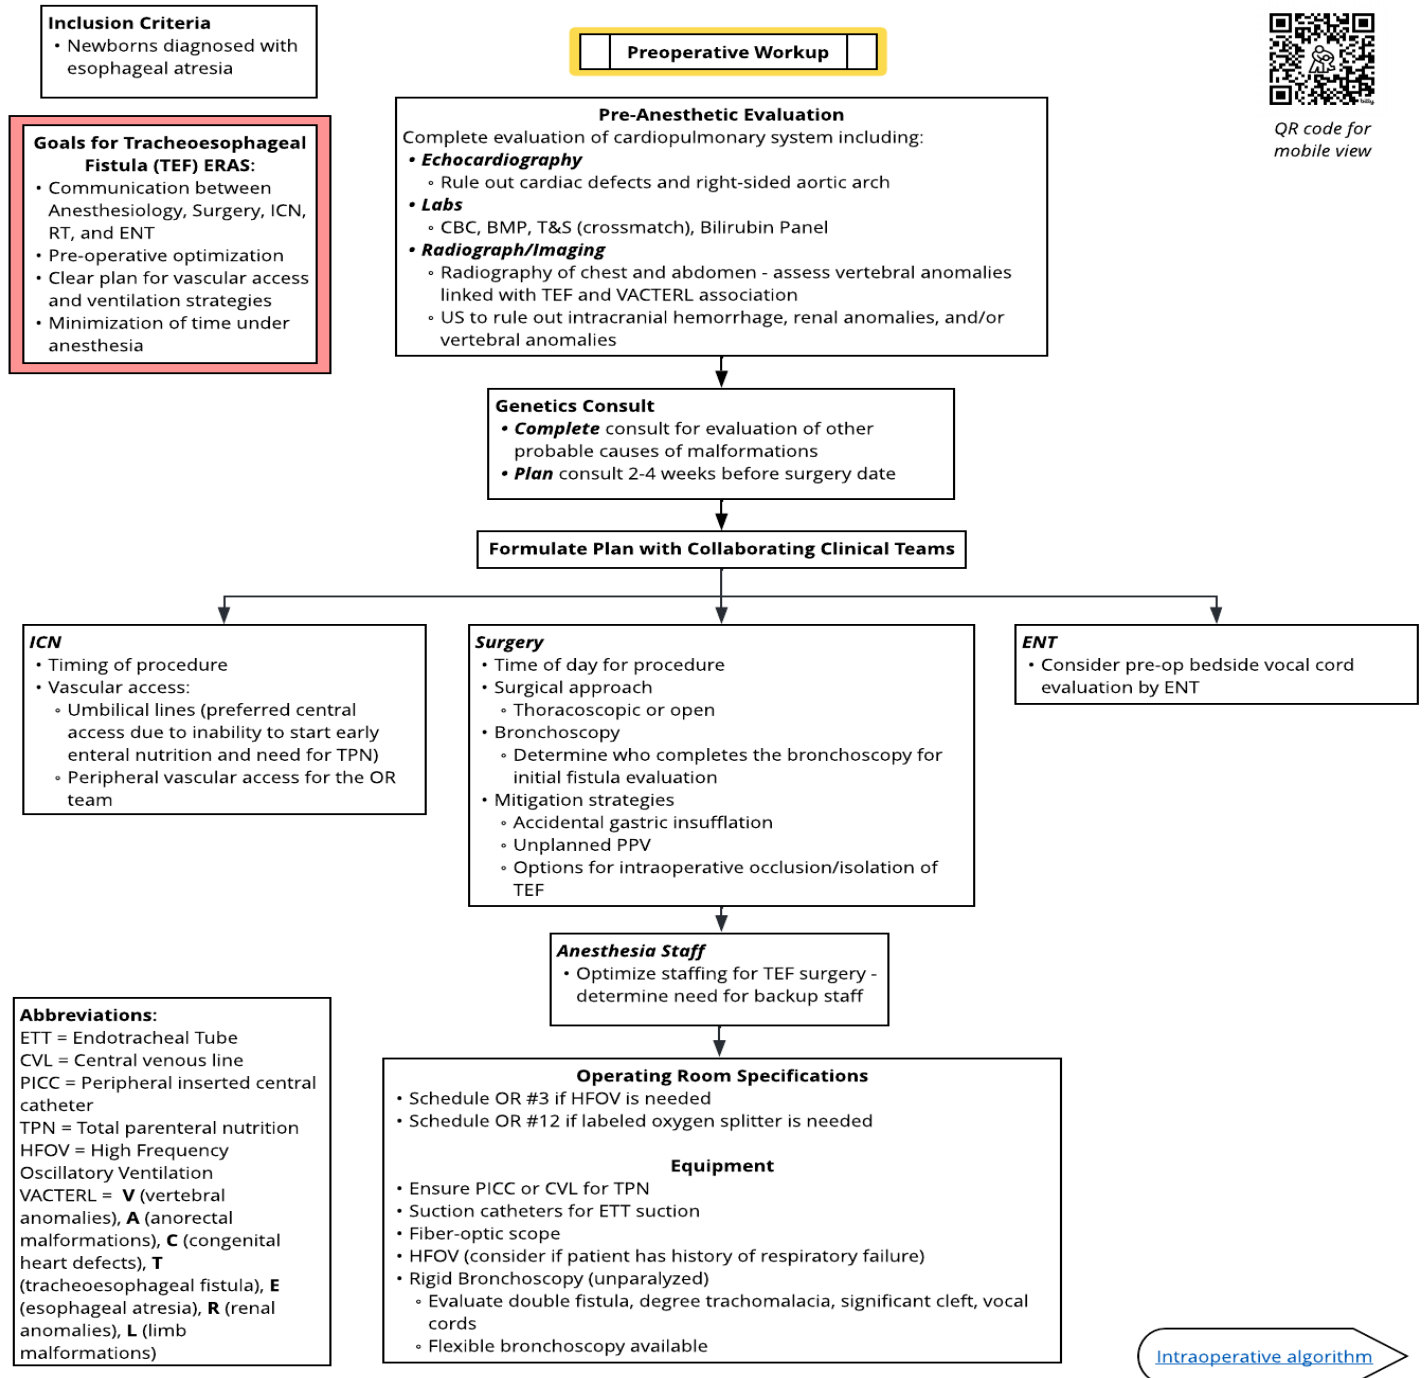 Inclusion Criteria
• Newborns diagnosed with
esophageal atresia
Preoperative Workup
QR code for
mobile view
Goals for Tracheoesophageal
Fistula (TEF) ERAS:
• Communication between
Anesthesiology, Surgery, ICN,
RT, and ENT
• Pre-operative optimization
• Clear plan for vascular access
and ventilation strategies
• Minimization of time under
anesthesia
Pre-Anesthetic Evaluation
Complete evaluation of cardiopulmonary system including:
• Echocardiography
◦ Rule out cardiac defects and right-sided aortic arch
• Labs
◦ CBC, BMP, T&S (crossmatch), Bilirubin Panel
• Radiograph/Imaging
◦ Radiography of chest and abdomen - assess vertebral anomalies
linked with TEF and VACTERL association
◦ US to rule out intracranial hemorrhage, renal anomalies, and/or
vertebral anomalies
Genetics Consult
• Complete consult for evaluation of other
probable causes of malformations
• Plan consult 2-4 weeks before surgery date
Formulate Plan with Collaborating Clinical Teams
ICN
• Timing of procedure
• Vascular access:
◦ Umbilical lines (preferred central
access due to inability to start early
enteral nutrition and need for TPN)
◦ Peripheral vascular access for the OR
team
Surgery
• Time of day for procedure
• Surgical approach
◦ Thoracoscopic or open
• Bronchoscopy
◦ Determine who completes the bronchoscopy for
initial fistula evaluation
• Mitigation strategies
◦ Accidental gastric insufflation
◦ Unplanned PPV
◦ Options for intraoperative occlusion/isolation of
TEF
ENT
• Consider pre-op bedside vocal cord
evaluation by ENT
Anesthesia Staff
• Optimize staffing for TEF surgery -
determine need for backup staff
Abbreviations:
ETT = Endotracheal Tube
CVL = Central venous line
PICC = Peripheral inserted central
catheter
TPN = Total parenteral nutrition
HFOV = High Frequency
Oscillatory Ventilation
VACTERL = V (vertebral
anomalies), A (anorectal
malformations), C (congenital
heart defects), T
(tracheoesophageal fistula), E
(esophageal atresia), R (renal
anomalies), L (limb
malformations)
Operating Room Specifications
• Schedule OR #3 if HFOV is needed
• Schedule OR #12 if labeled oxygen splitter is needed
Equipment
• Ensure PICC or CVL for TPN
• Suction catheters for ETT suction
• Fiber-optic scope
• HFOV (consider if patient has history of respiratory failure)
• Rigid Bronchoscopy (unparalyzed)
◦ Evaluate double fistula, degree trachomalacia, significant cleft, vocal
cords
◦ Flexible bronchoscopy available
Intraoperative algorithm